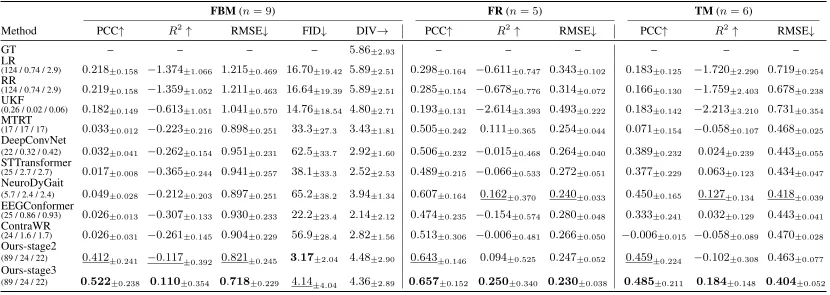 FBM (n = 9) FR (n = 5) TM (n = 6)
Method PCC↑ R² ↑ RMSE↓ FID↓ DIV→ PCC↑ R² ↑ RMSE↓ PCC↑ R² ↑ RMSE↓
GT – – – – 5.86±2.93 – – – – – –
LR
(124 / 0.74 / 2.9) 0.218±0.158 −1.374±1.066 1.215±0.469 16.70±19.42 5.89±2.51 0.298±0.164 −0.611±0.747 0.343±0.102 0.183±0.125 −1.720±2.290 0.719±0.254
RR
(124 / 0.74 / 2.9) 0.219±0.158 −1.359±1.052 1.211±0.463 16.64±19.39 5.89±2.51 0.285±0.154 −0.678±0.776 0.314±0.072 0.166±0.130 −1.759±2.403 0.678±0.238
UKF
(0.26 / 0.02 / 0.06) 0.182±0.149 −0.613±1.051 1.041±0.570 14.76±18.54 4.80±2.71 0.193±0.131 −2.614±3.393 0.493±0.222 0.183±0.142 −2.213±3.210 0.731±0.354
MTRT
(17 / 17 / 17) 0.033±0.012 −0.223±0.216 0.898±0.251 33.3±27.3 3.43±1.81 0.505±0.242 0.111±0.365 0.254±0.044 0.071±0.154 −0.058±0.107 0.468±0.025
DeepConvNet
(22 / 0.32 / 0.42) 0.032±0.041 −0.262±0.154 0.951±0.231 62.5±33.7 2.92±1.60 0.506±0.232 −0.015±0.468 0.264±0.040 0.389±0.232 0.024±0.239 0.443±0.055
STTransformer
(25 / 2.7 / 2.7) 0.017±0.008 −0.365±0.244 0.941±0.257 38.1±33.3 2.52±2.53 0.489±0.215 −0.066±0.533 0.272±0.051 0.377±0.229 0.063±0.123 0.434±0.047
NeuroDyGait
(5.7 / 2.4 / 2.4) 0.049±0.028 −0.212±0.203 0.897±0.251 65.2±38.2 3.94±1.34 0.607±0.164 0.162±0.370 0.240±0.033 0.450±0.165 0.127±0.134 0.418±0.039
EEGConformer
(25 / 0.86 / 0.93) 0.026±0.013 −0.307±0.133 0.930±0.233 22.2±23.4 2.14±2.12 0.474±0.235 −0.154±0.574 0.280±0.048 0.333±0.241 0.032±0.129 0.443±0.041
ContraWR
(24 / 1.6 / 1.7) 0.026±0.031 −0.261±0.145 0.904±0.229 56.9±28.4 2.82±1.56 0.513±0.306 −0.006±0.481 0.266±0.050 −0.006±0.015 −0.058±0.089 0.470±0.028
Ours-stage2
(89 / 24 / 22) 0.412±0.241 −0.117±0.392 0.821±0.245 3.17±2.04 4.48±2.90 0.643±0.146 0.094±0.525 0.247±0.052 0.459±0.224 −0.102±0.308 0.463±0.077
Ours-stage3
(89 / 24 / 22) 0.522±0.238 0.110±0.354 0.718±0.229 4.14±4.04 4.36±2.89 0.657±0.152 0.250±0.340 0.230±0.038 0.485±0.211 0.184±0.148 0.404±0.052